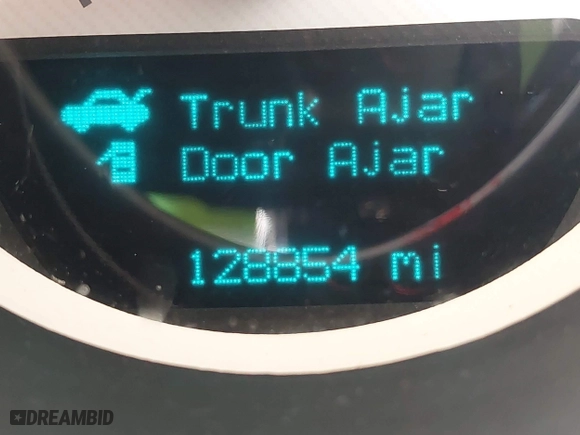 Trunk Ajar
Door Ajar
128854 mi
DREAMBID